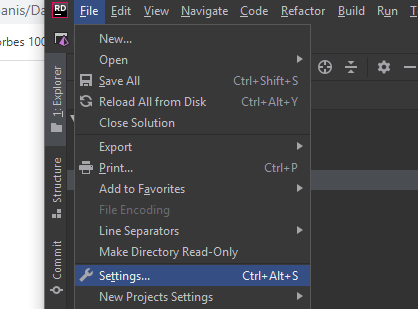 anis/Da
orbes 100
RD File Edit View Navigate Code Refactor Build Run
New...
Open
Save All Ctrl+Shift+S
Reload All from Disk Ctrl+Alt+Y
Close Solution
Export
Print... Ctrl+P
Add to Favorites
File Encoding
Line Separators
Make Directory Read-Only
Settings... Ctrl+Alt+S
New Projects Settings
1: Explorer
Structure
Commit